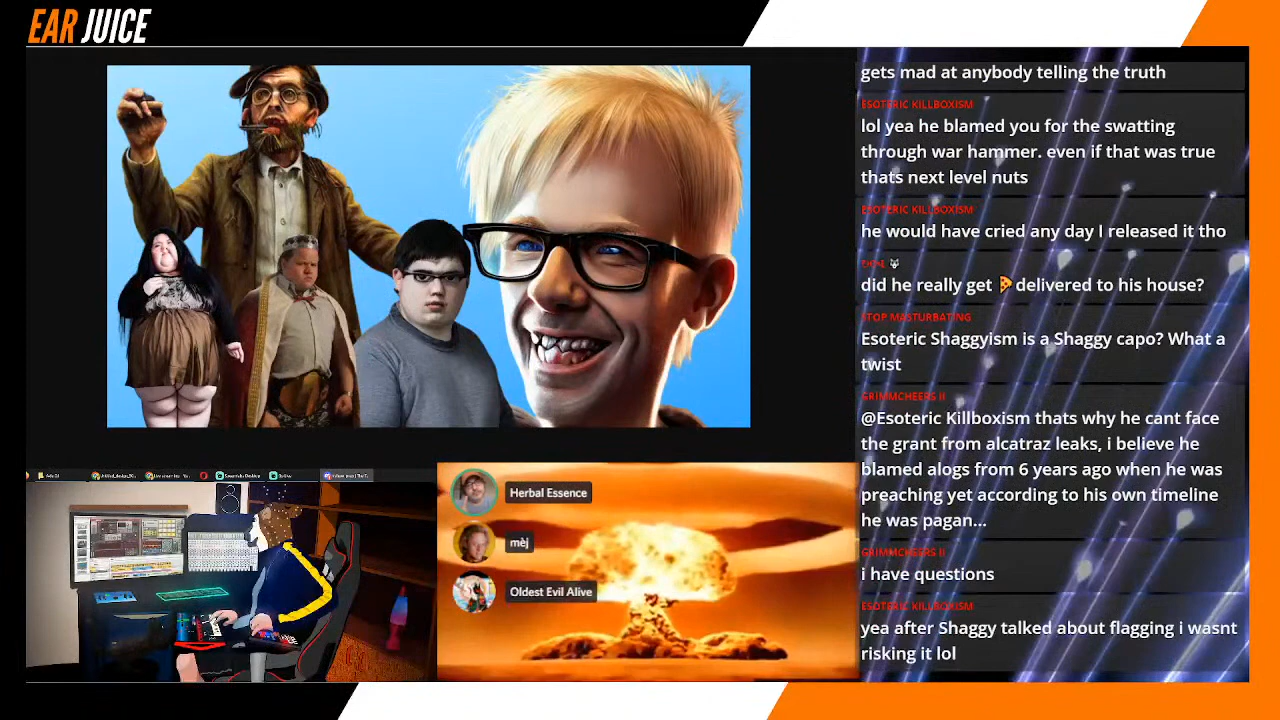 EAR JUICE
gets mad at anybody telling the truth
ESOTERIC KILLBOXISM
lol yea he blamed you for the swatting
through war hammer. even if that was true
thats next level nuts
ESOTERIC KILLBOXISM
he would have cried any day I released it tho
did he really get 🍕 delivered to his house?
STOP MASTURBATING
Esoteric Shaggyism is a Shaggy capo? What a
twist
GRIMMCHEERS II
@Esoteric Killboxism thats why he cant face
the grant from alcatraz leaks, i believe he
blamed alogs from 6 years ago when he was
preaching yet according to his own timeline
he was pagan...
GRIMMCHEERS II
i have questions
ESOTERIC KILLBOXISM
yea after Shaggy talked about flagging i wasnt
risking it lol
Herbal Essence
mèj
Oldest Evil Alive